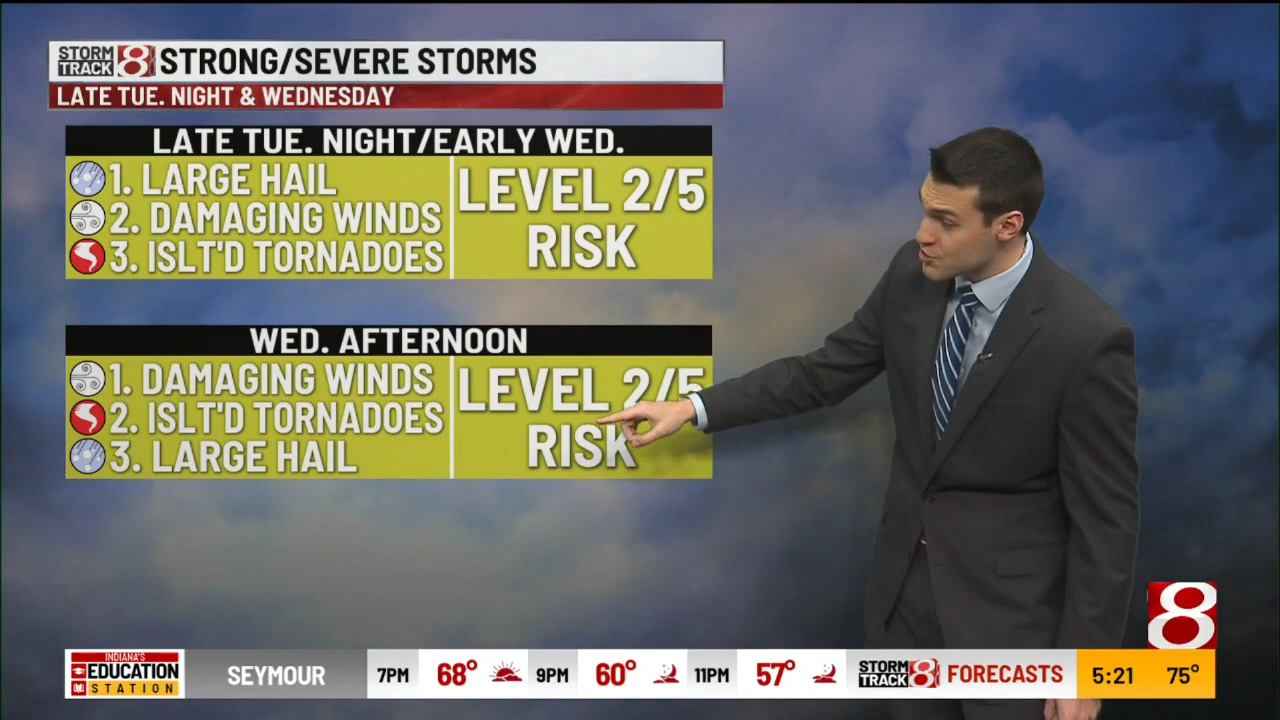 STORM
TRACK 8 STRONG/SEVERE STORMS
LATE TUE. NIGHT & WEDNESDAY
LATE TUE. NIGHT/EARLY WED.
1. LARGE HAIL
2. DAMAGING WINDS
3. ISLT'D TORNADOES
LEVEL 2/5
RISK
WED. AFTERNOON
1. DAMAGING WINDS
2. ISLT'D TORNADOES
3. LARGE HAIL
LEVEL 2/5
RISK
8
INDIANA'S
EDUCATION
STATION
SEYMOUR
7PM 68° 9PM 60° 11PM 57°
STORM
TRACK 8 FORECASTS
5:21 75°